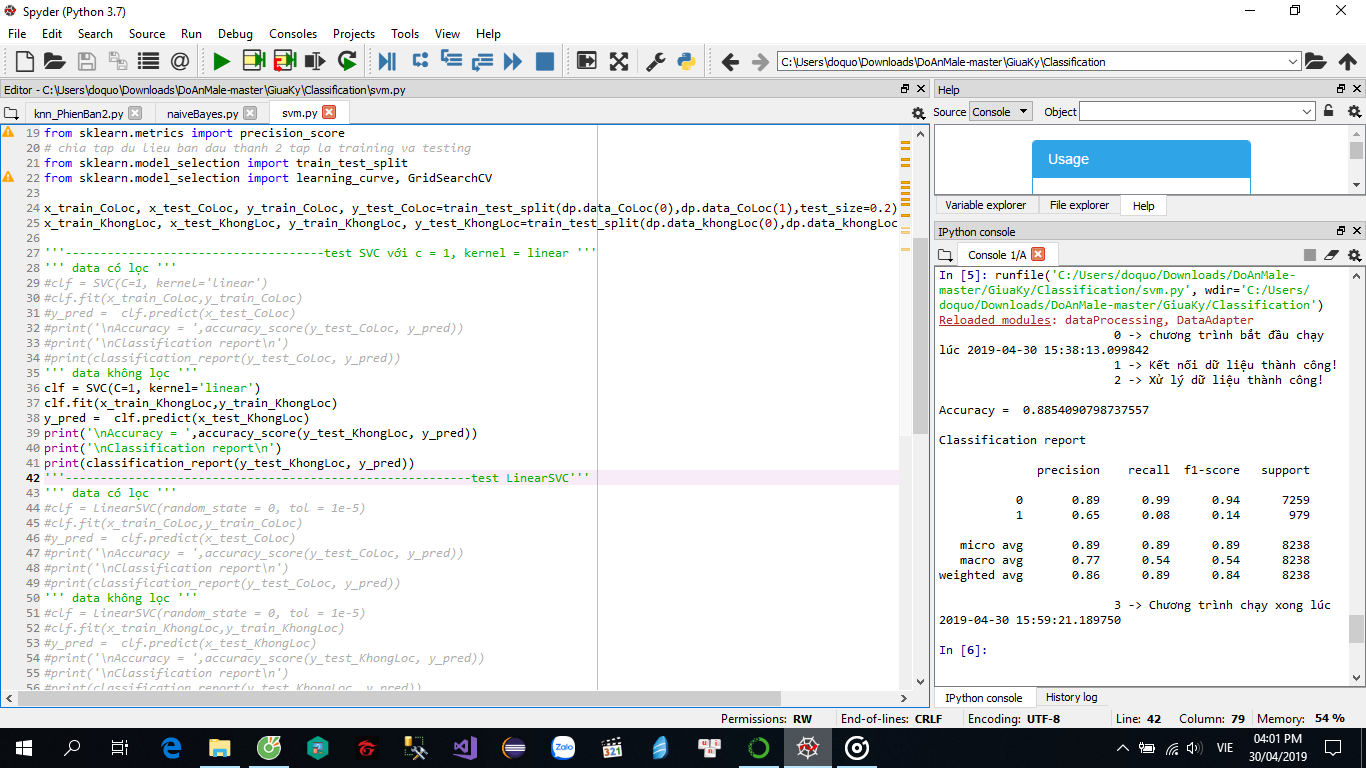 Spyder (Python 3.7)
File Edit Search Source Run Debug Consoles Projects Tools View Help
C:\Users\doquo\Downloads\DoAnMale-master\GiuaKy\Classification
Editor - C:\Users\doquo\Downloads\DoAnMale-master\GiuaKy\Classification\svm.py
knn_PhienBan2.py naiveBayes.py svm.py
19 from sklearn.metrics import precision_score
20 # chia tap du lieu ban dau thanh 2 tap la training va testing
21 from sklearn.model_selection import train_test_split
22 from sklearn.model_selection import learning_curve, GridSearchCV
23
24 x_train_CoLoc, x_test_CoLoc, y_train_CoLoc, y_test_CoLoc=train_test_split(dp.data_CoLoc(0),dp.data_CoLoc(1),test_size=0.2)
25 x_train_KhongLoc, x_test_KhongLoc, y_train_KhongLoc, y_test_KhongLoc=train_test_split(dp.data_khongLoc(0),dp.data_khongLoc
26
27 '''-------------------------------------test SVC với c = 1, kernel = linear '''
28 ''' data có lọc '''
29 #clf = SVC(C=1, kernel='linear')
30 #clf.fit(x_train_CoLoc,y_train_CoLoc)
31 #y_pred =  clf.predict(x_test_CoLoc)
32 #print('\nAccuracy = ',accuracy_score(y_test_CoLoc, y_pred))
33 #print('\nClassification report\n')
34 #print(classification_report(y_test_CoLoc, y_pred))
35 ''' data không lọc '''
36 clf = SVC(C=1, kernel='linear')
37 clf.fit(x_train_KhongLoc,y_train_KhongLoc)
38 y_pred =  clf.predict(x_test_KhongLoc)
39 print('\nAccuracy = ',accuracy_score(y_test_KhongLoc, y_pred))
40 print('\nClassification report\n')
41 print(classification_report(y_test_KhongLoc, y_pred))
42 '''----------------------------------------------------------test LinearSVC'''
43 ''' data có lọc '''
44 #clf = LinearSVC(random_state = 0, tol = 1e-5)
45 #clf.fit(x_train_CoLoc,y_train_CoLoc)
46 #y_pred =  clf.predict(x_test_CoLoc)
47 #print('\nAccuracy = ',accuracy_score(y_test_CoLoc, y_pred))
48 #print('\nClassification report\n')
49 #print(classification_report(y_test_CoLoc, y_pred))
50 ''' data không lọc '''
51 #clf = LinearSVC(random_state = 0, tol = 1e-5)
52 #clf.fit(x_train_KhongLoc,y_train_KhongLoc)
53 #y_pred =  clf.predict(x_test_KhongLoc)
54 #print('\nAccuracy = ',accuracy_score(y_test_KhongLoc, y_pred))
55 #print('\nClassification report\n')
56 #print(classification_report(y_test_KhongLoc, y_pred))
Help
Source Console Object
Usage
Variable explorer File explorer Help
IPython console
Console 1/A
In [5]: runfile('C:/Users/doquo/Downloads/DoAnMale-
master/GiuaKy/Classification/svm.py', wdir='C:/Users/
doquo/Downloads/DoAnMale-master/GiuaKy/Classification')
Reloaded modules: dataProcessing, DataAdapter
0 -> chương trình bắt đầu chạy
lúc 2019-04-30 15:38:13.099842
1 -> Kết nối dữ liệu thành công!
2 -> Xử lý dữ liệu thành công!
Accuracy =  0.8854090798737557
Classification report
precision recall f1-score support
0 0.89 0.99 0.94 7259
1 0.65 0.08 0.14 979
micro avg 0.89 0.89 0.89 8238
macro avg 0.77 0.54 0.54 8238
weighted avg 0.86 0.89 0.84 8238
3 -> Chương trình chạy xong lúc
2019-04-30 15:59:21.189750
In [6]:
IPython console History log
Permissions: RW End-of-lines: CRLF Encoding: UTF-8 Line: 42 Column: 79 Memory: 54 %
Zalo
321
VIE
04:01 PM
30/04/2019